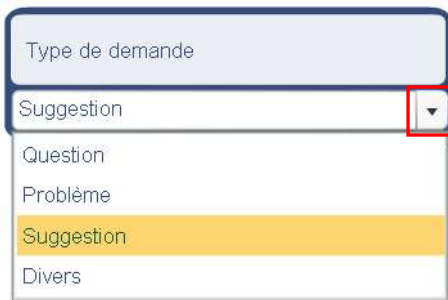 Type de demande
Suggestion
Question
Problème
Suggestion
Divers